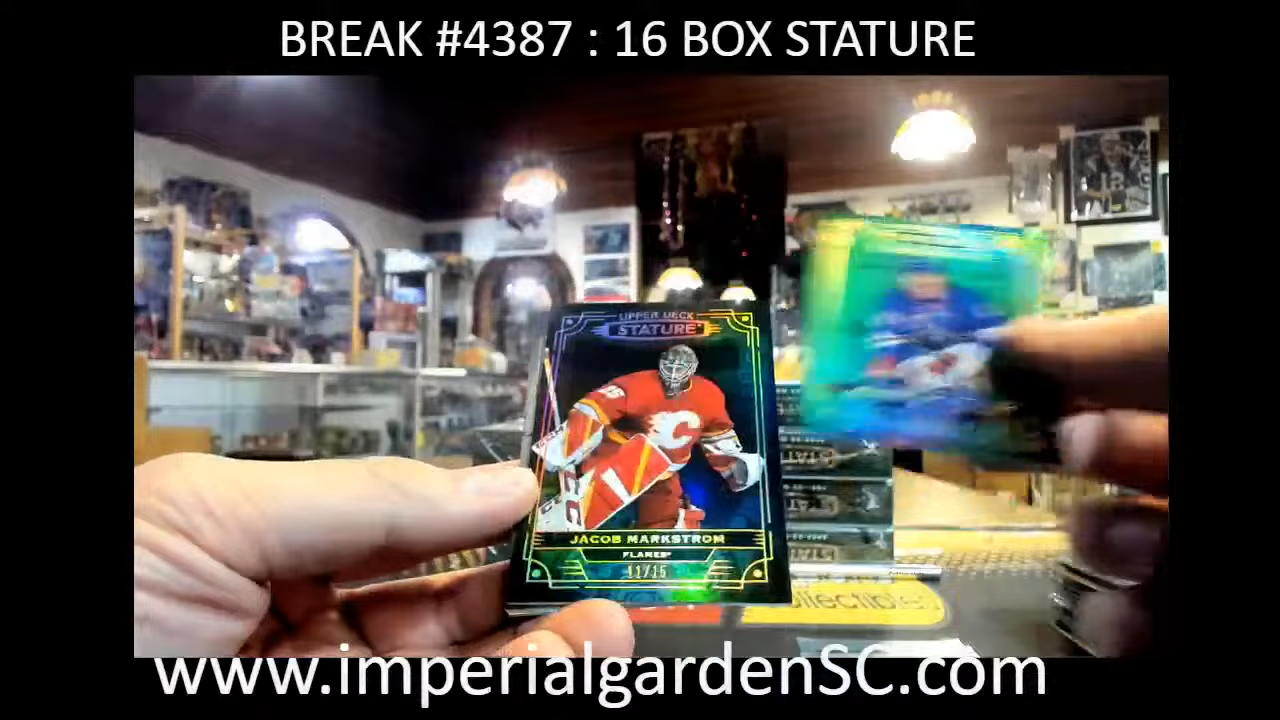 BREAK #4387 : 16 BOX STATURE
UPPER DECK
STATURE
JACOB MARKSTROM
FLAMES
11/15
www.imperialgardenSC.com